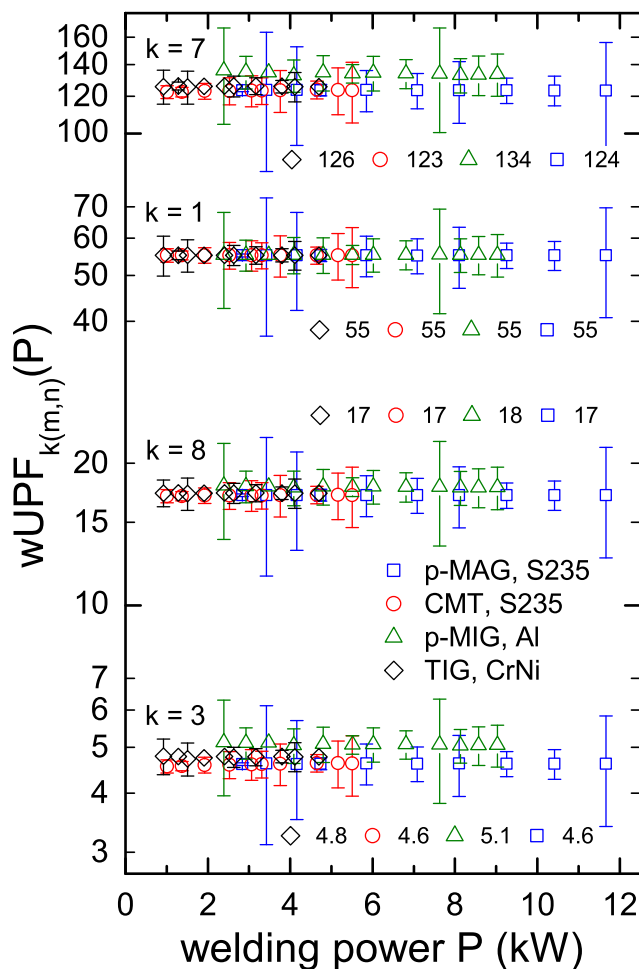 160
140
120
100
70
60
50
40
20
15
10
7
6
5
4
3
wUPF k(m,n) (P)
k = 7
126 123 134 124
k = 1
55 55 55 55
17 17 18 17
k = 8
p-MAG, S235
CMT, S235
p-MIG, Al
TIG, CrNi
k = 3
4.8 4.6 5.1 4.6
0 2 4 6 8 10 12
welding power P (kW)